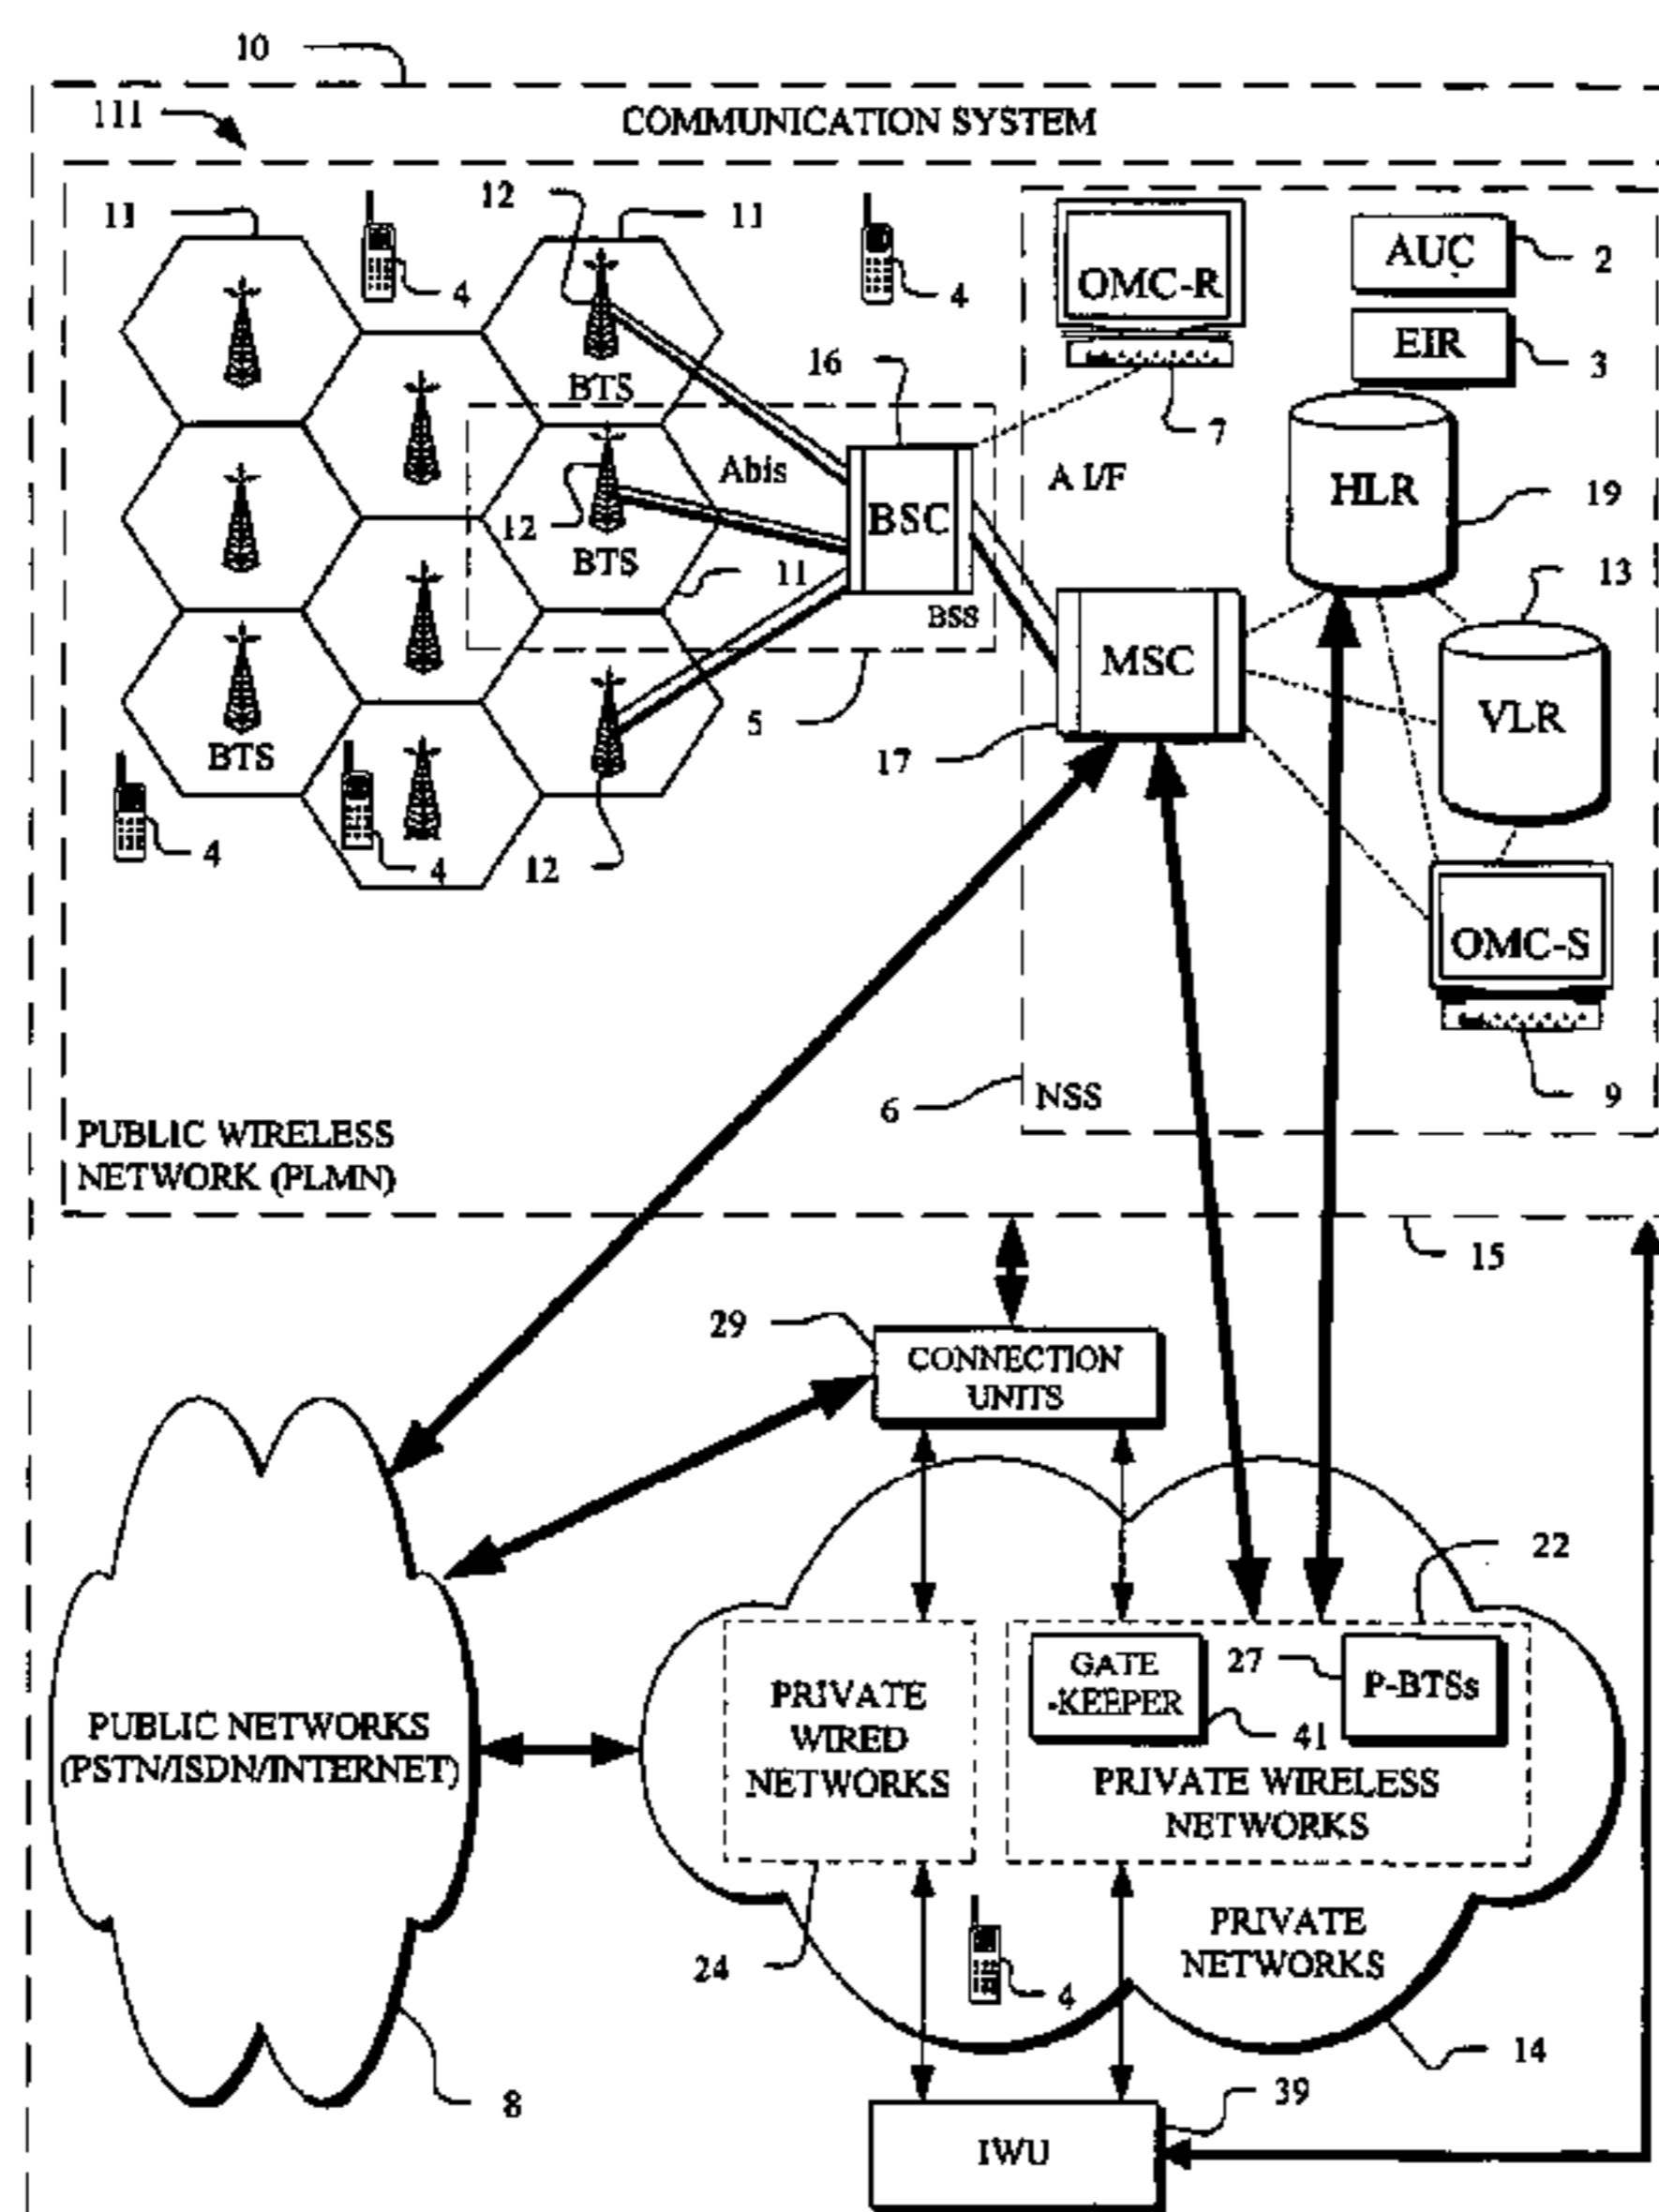 10
111
COMMUNICATION SYSTEM
11
12
11
4
4
OMC-R
AUC
2
EIR
3
BTS
16
7
Abis
BSC
A I/F
HLR
19
12
BTS
11
BSS
13
MSC
VLR
BTS
5
17
4
4
12
OMC-S
9
6
NSS
PUBLIC WIRELESS
NETWORK (PLMN)
15
29
CONNECTION
UNITS
22
GATE
-KEEPER
27
P-BTSs
41
PRIVATE
WIRED
NETWORKS
PRIVATE WIRELESS
NETWORKS
PUBLIC NETWORKS
(PSTN/ISDN/INTERNET)
24
4
PRIVATE
NETWORKS
14
8
39
IWU